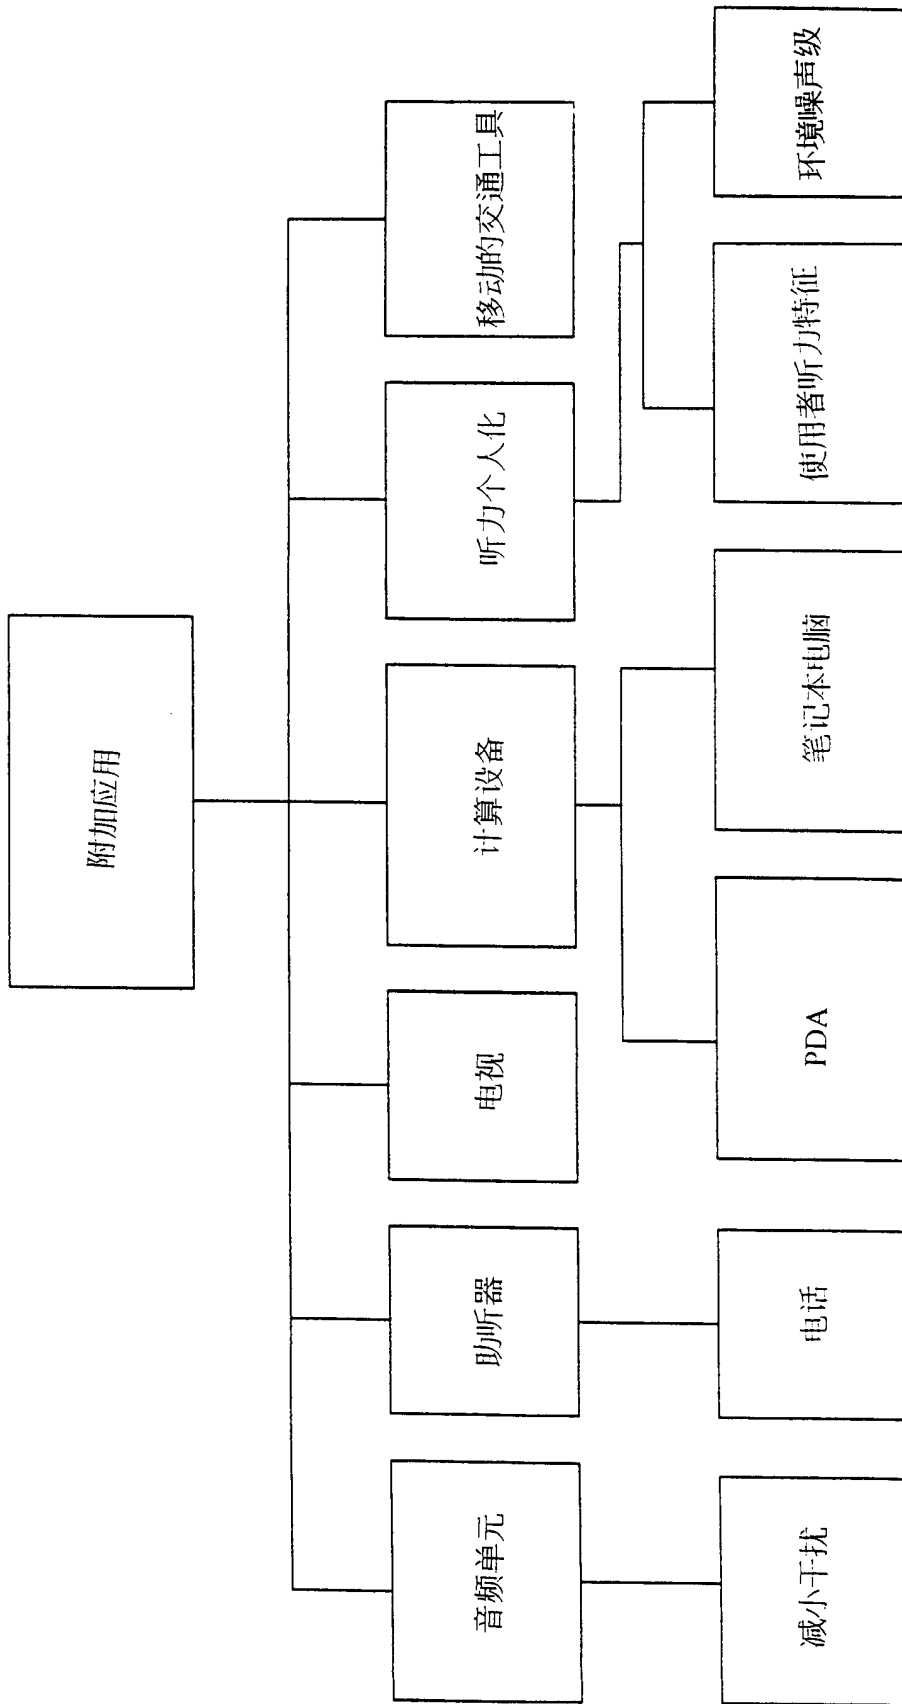 附加应用
音频单元
助听器
电视
计算设备
听力个人化
移动的交通工具
减小干扰
电话
PDA
笔记本电脑
使用者听力特征
环境噪声级